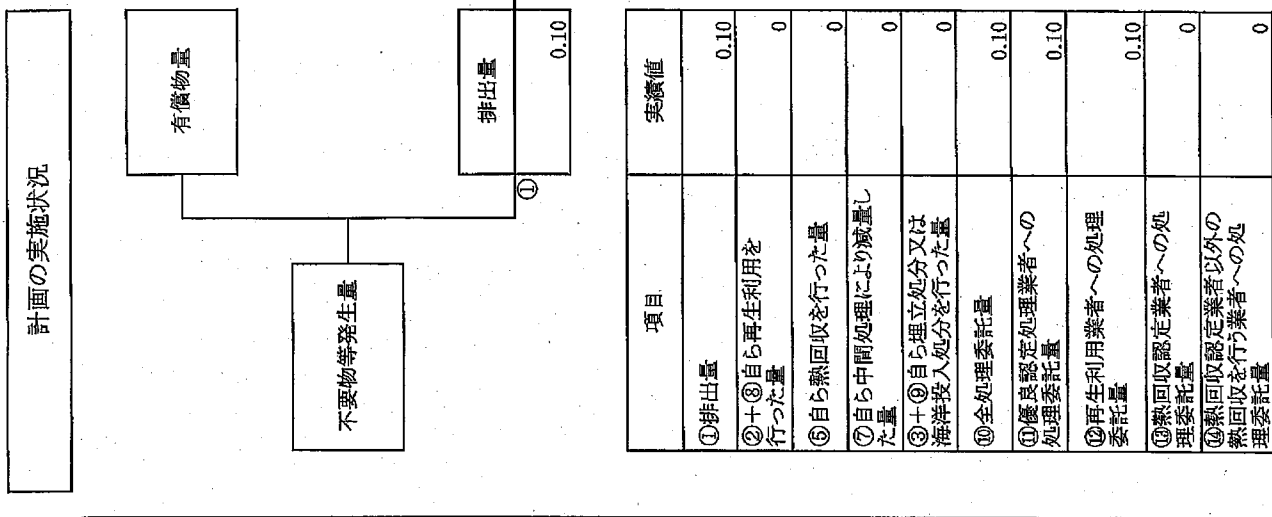 計画の実施状況
有償物量
不要物等発生量
排出量
①
0.10
項目
実績値
①排出量
0.10
②+⑧自ら再生利用を
行った量
0
⑤自ら熱回収を行った量
0
⑦自ら中間処理により減量し
た量
0
③+⑨自ら埋立処分又は
海洋投入処分を行った量
0
⑩全処理委託量
0.10
⑪優良認定処理業者への
処理委託量
0.10
⑫再生利用業者への処理
委託量
0.10
⑬熱回収認定業者への処
理委託量
0
⑭熱回収認定業者以外の
熱回収を行う業者への処
理委託量
0